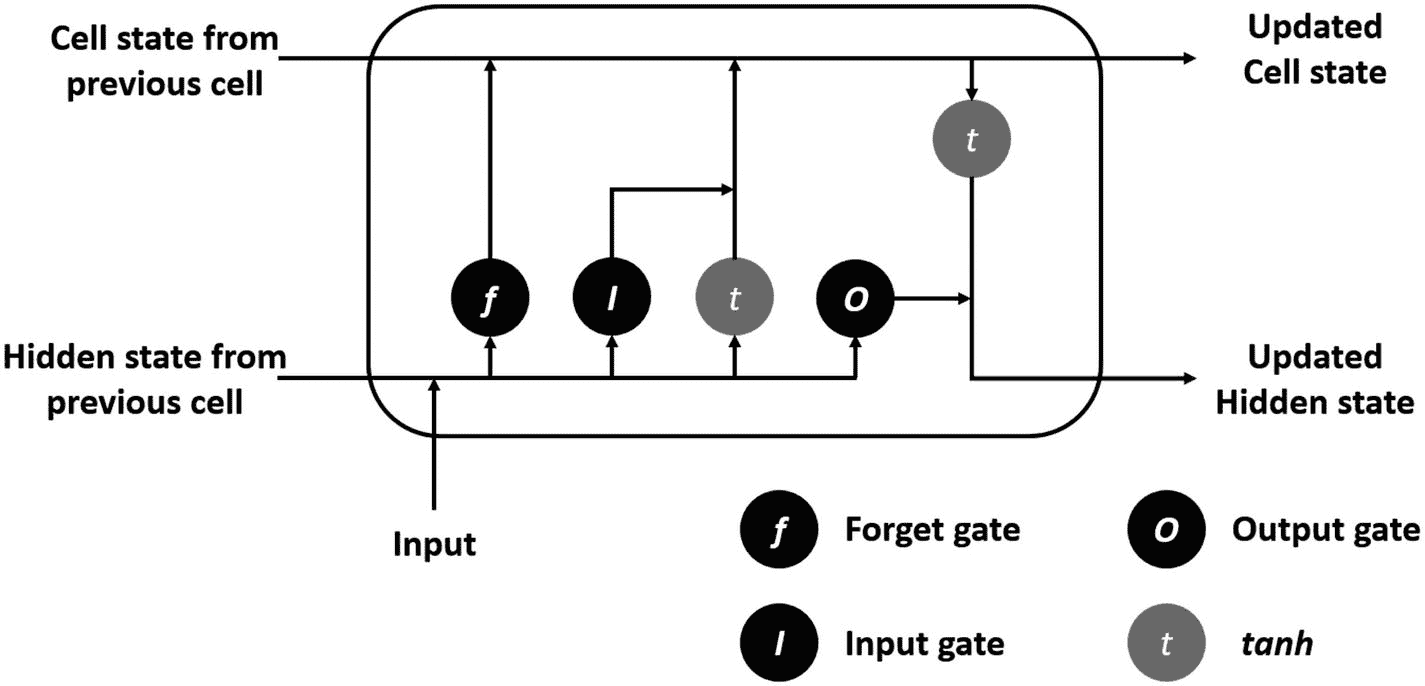 Cell state from
previous cell
Updated
Cell state
t
f
I
t
O
Hidden state from
previous cell
Updated
Hidden state
Input
f Forget gate
O Output gate
I Input gate
t tanh